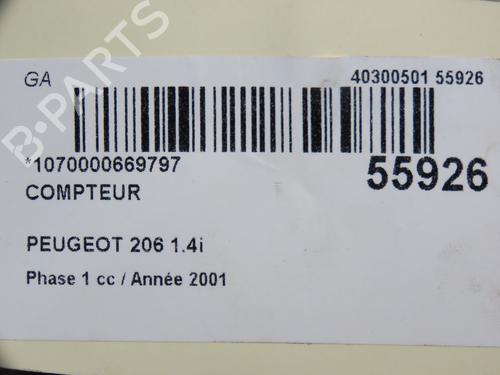 GA
40300501 55926
B-PARTS
*1070000669797
55926
COMPTEUR
PEUGEOT 206 1.4i
Phase 1 cc / Année 2001